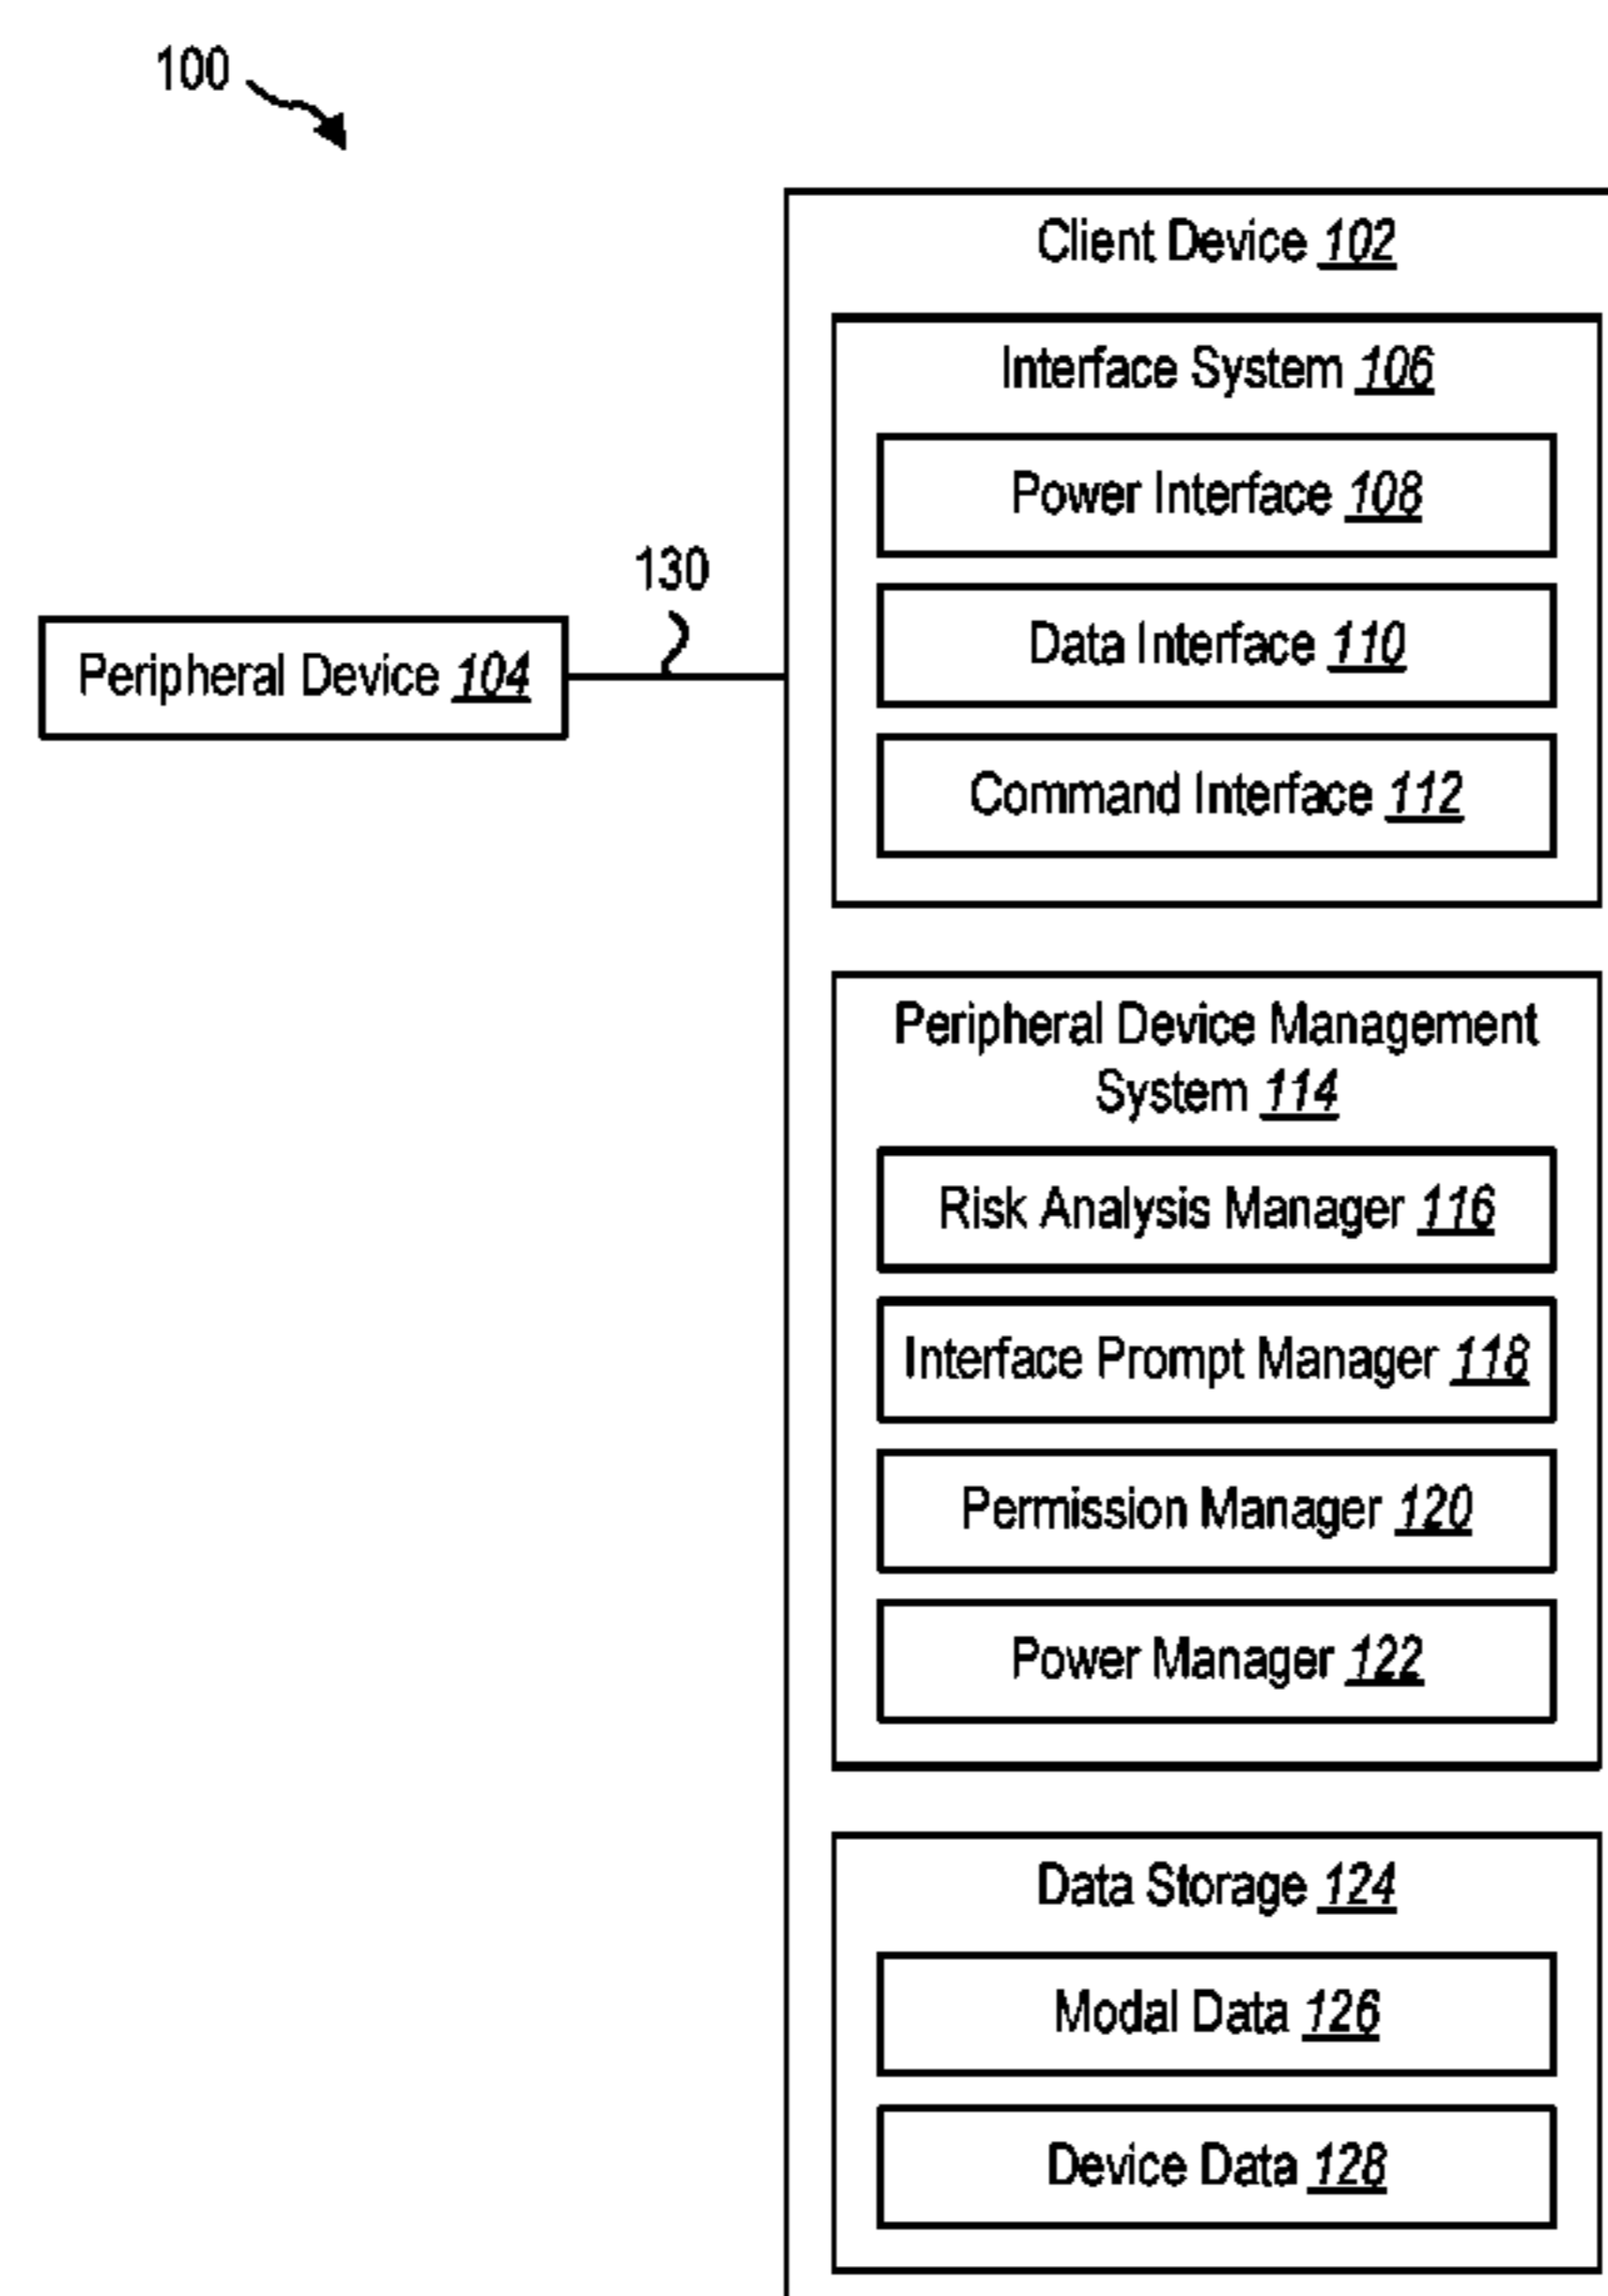 100
Client Device 102
Interface System 106
Power Interface 108
130
Data Interface 110
Peripheral Device 104
Command Interface 112
Peripheral Device Management
System 114
Risk Analysis Manager 116
Interface Prompt Manager 118
Permission Manager 120
Power Manager 122
Data Storage 124
Modal Data 126
Device Data 128